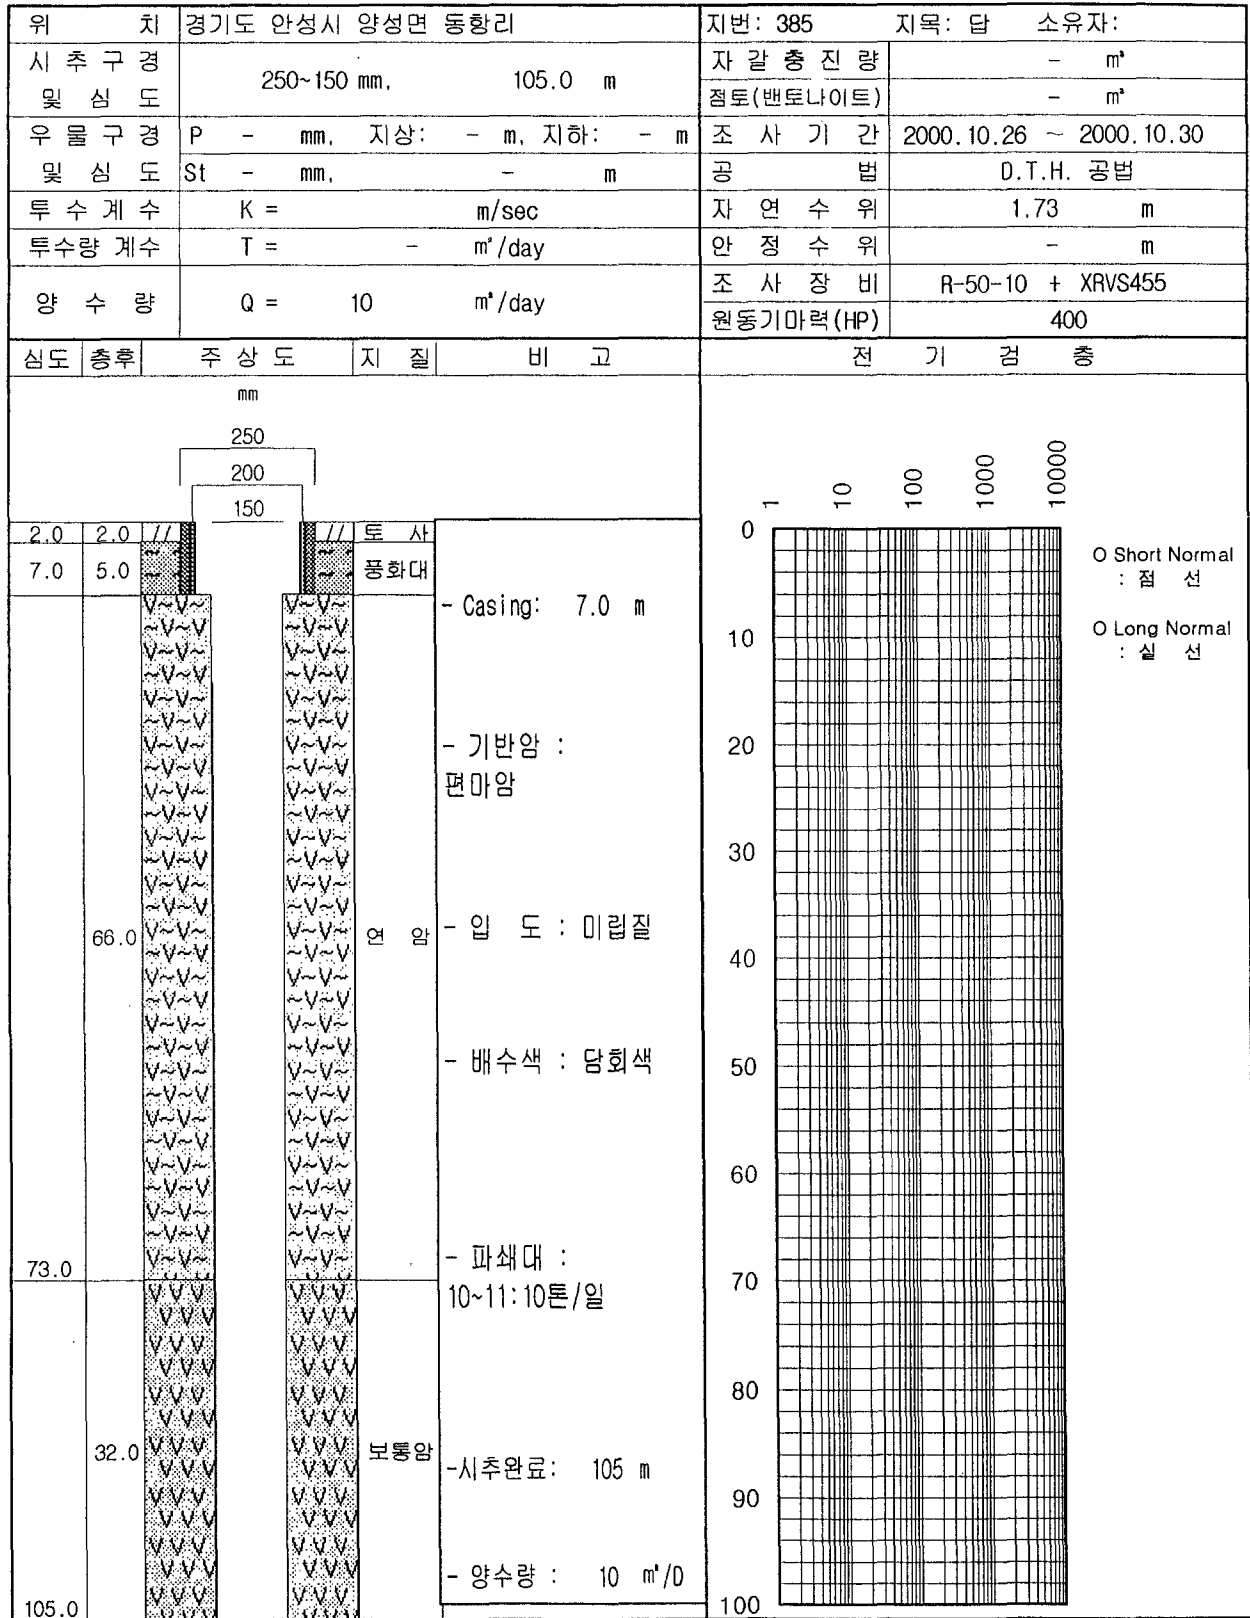 위 치 경기도 안성시 양성면 동항리 지번: 385 지목: 답 소유자:
시 추 구 경 및 심 도 250~150 mm, 105.0 m
자 갈 충 진 량 - m³
점토(밴토나이트) - m³
우 물 구 경 및 심 도 P - mm, 지상: - m, 지하: - m
St - mm, - m
조 사 기 간 2000.10.26 ~ 2000.10.30
공 법 D.T.H. 공법
투 수 계 수 K = m/sec
자 연 수 위 1.73 m
투수량 계수 T = - m²/day
안 정 수 위 - m
양 수 량 Q = 10 m³/day
조 사 장 비 R-50-10 + XRVS455
원동기마력(HP) 400
심도 층후 주 상 도 지 질 비 고 전 기 검 층
mm
250
200
150
2.0 2.0 토 사
7.0 5.0 풍화대
- Casing: 7.0 m
- 기반암 :
편마암
66.0 연 암
- 입 도 : 미립질
- 배수색 : 담회색
73.0
- 파쇄대 :
10~11:10톤/일
32.0 보통암
-시추완료: 105 m
- 양수량 : 10 m³/D
105.0
1 10 100 1000 10000
0
10
20
30
40
50
60
70
80
90
100
O Short Normal
: 점 선
O Long Normal
: 실 선